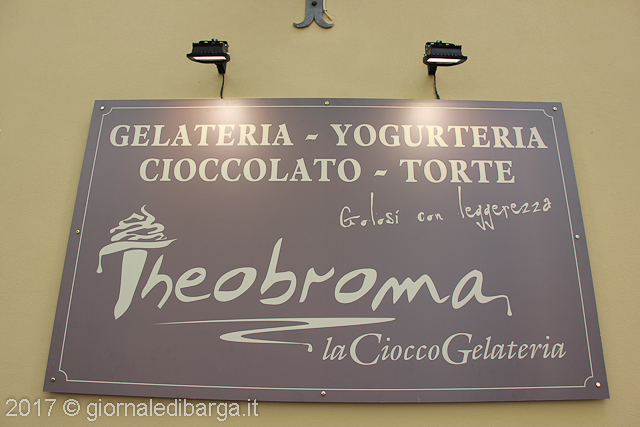 GELATERIA - YOGURTERIA
CIOCCOLATO - TORTE
Golosi con leggerezza
Theobroma
la CioccoGelateria
2017 © giornaledibarga.it